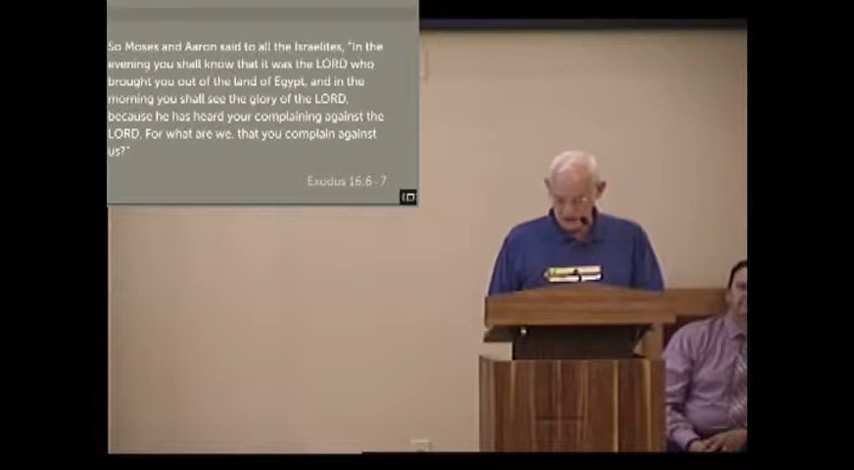 So Moses and Aaron said to all the Israelites, "In the
evening you shall know that it was the LORD who
brought you out of the land of Egypt, and in the
morning you shall see the glory of the LORD,
because he has heard your complaining against the
LORD. For what are we, that you complain against
us?"
Exodus 16:6-7